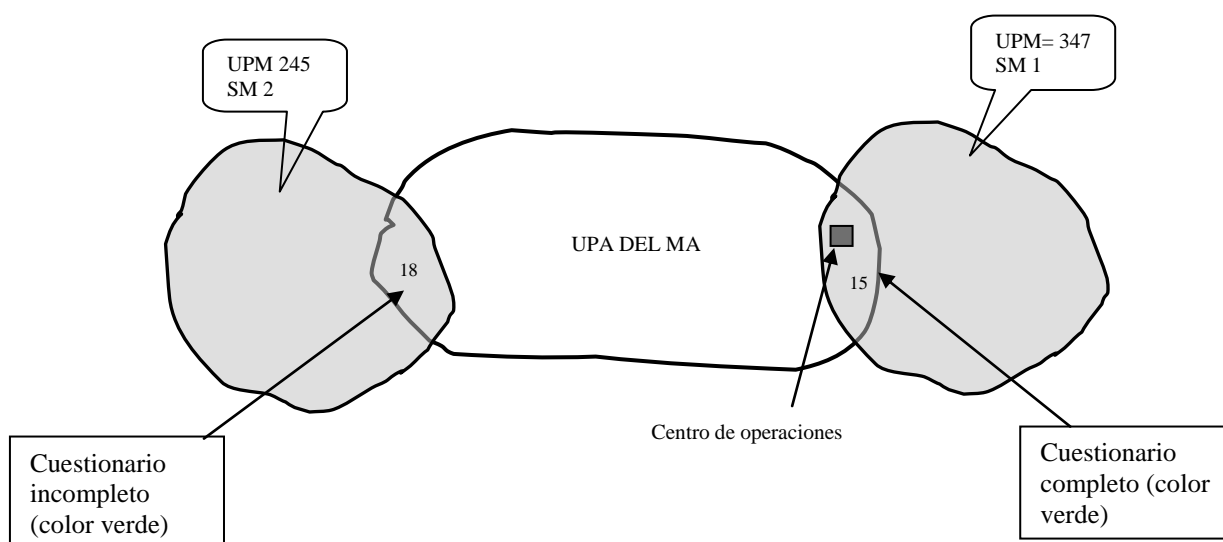 UPM 245
SM 2
UPM= 347
SM 1
UPA DEL MA
18
15
Centro de operaciones
Cuestionario
incompleto
(color verde)
Cuestionario
completo (color
verde)